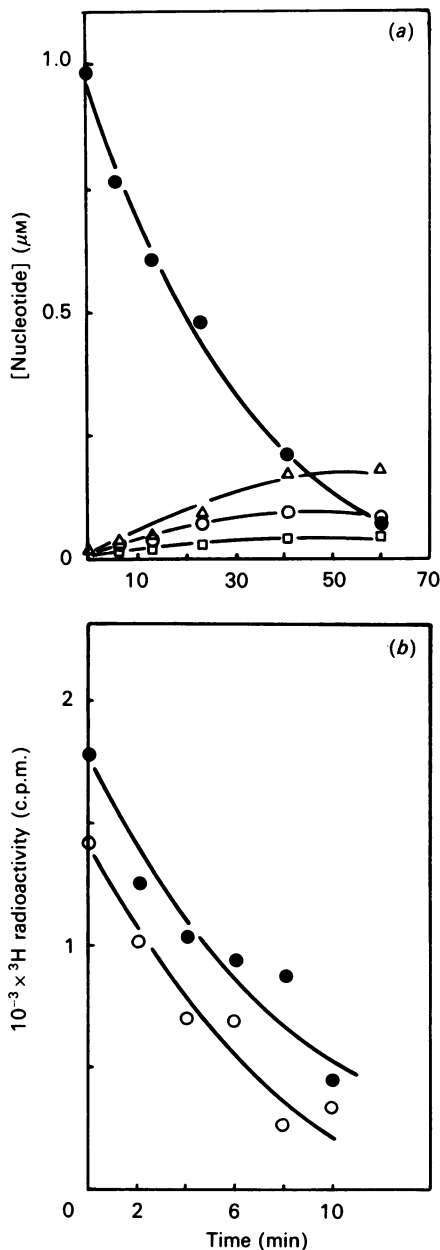 (a)
1.0
0.5
0
[Nucleotide] (µM)
10 30 50 70
(b)
2
1
0
10⁻³ × ³H radioactivity (c.p.m.)
2 6 10
Time (min)